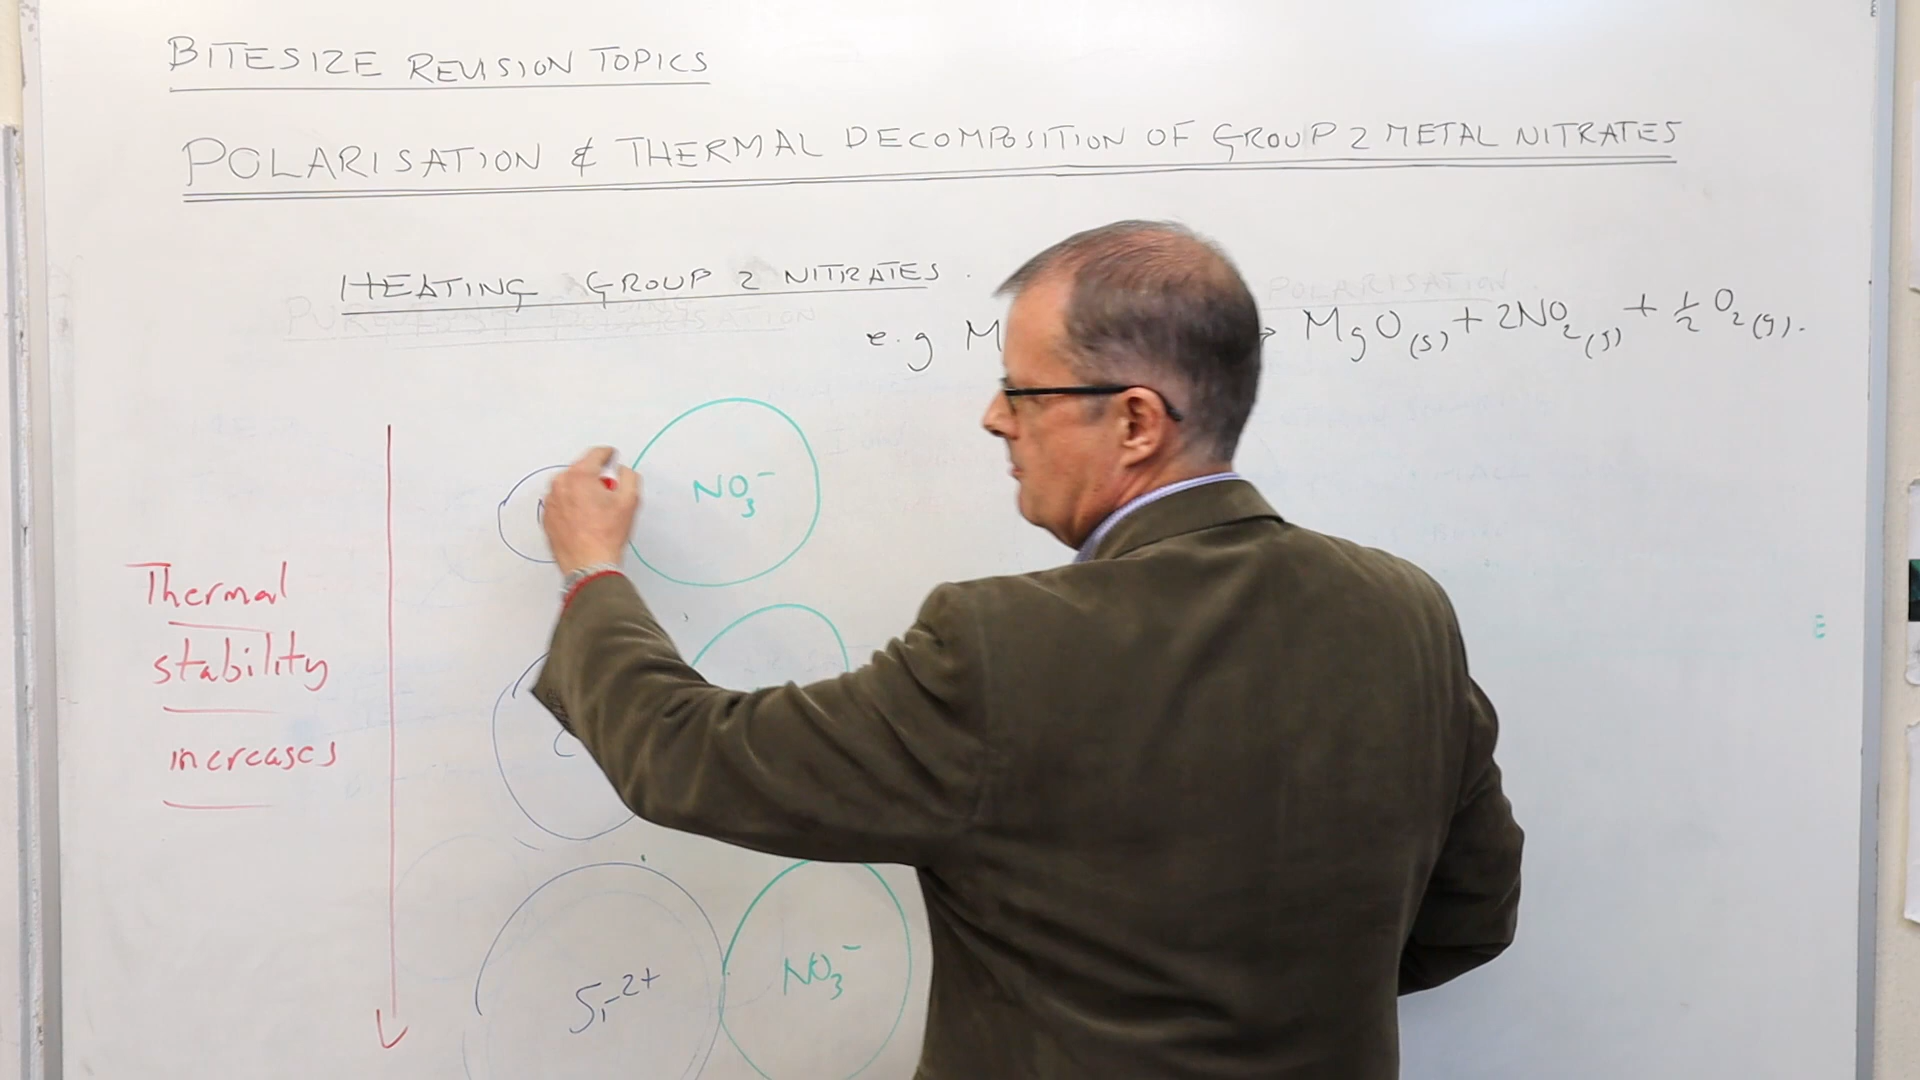 BITESIZE REVISION TOPICS
POLARISATION & THERMAL DECOMPOSITION OF GROUP 2 METAL NITRATES
HEATING GROUP 2 NITRATES.
POLARISATION
e.g M → MgO(s) + 2NO₂(g) + ½ O₂(g).
NO₃⁻
Thermal
stability
increases
C
Sr²⁺
NO₃⁻